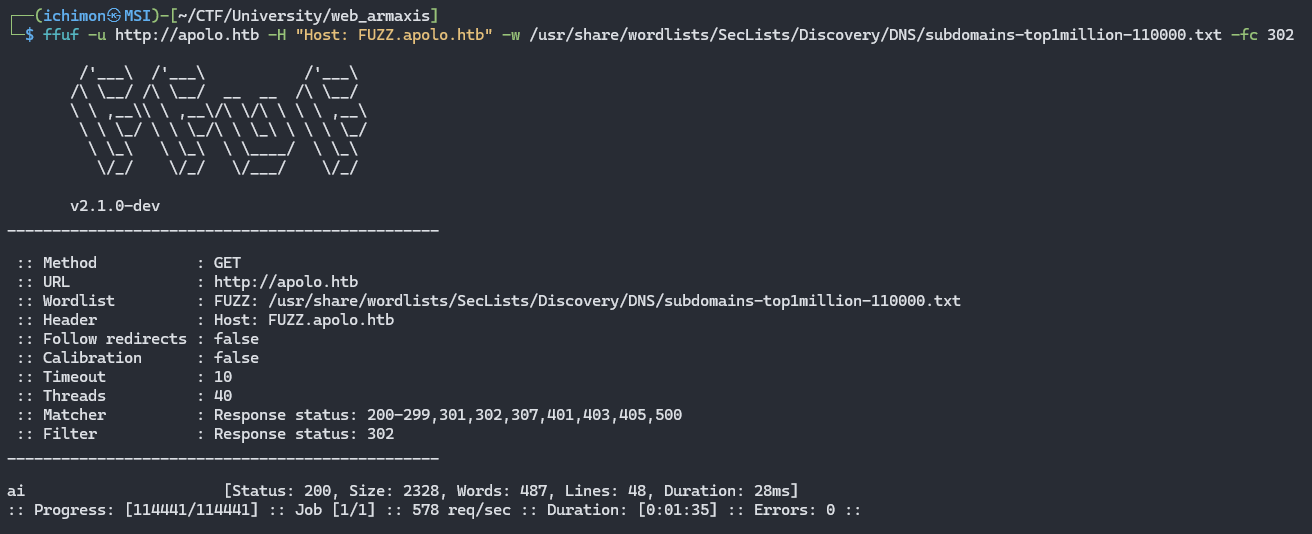 ┌──(ichimon㉿MSI)-[~/CTF/University/web_armaxis]
└─$ ffuf -u http://apolo.htb -H "Host: FUZZ.apolo.htb" -w /usr/share/wordlists/SecLists/Discovery/DNS/subdomains-top1million-110000.txt -fc 302
        /'___\  /'___\           /'___\
       /\ \__/ /\ \__/  __  __  /\ \__/
       \ \ ,__\\ \ ,__\/\ \/\ \ \ \ ,__\
        \ \ \_/ \ \ \_/\ \ \_\ \ \ \ \_/
         \ \_\   \ \_\  \ \____/  \ \_\
          \/_/    \/_/   \/___/    \/_/
       v2.1.0-dev
________________________________________________
 :: Method           : GET
 :: URL              : http://apolo.htb
 :: Wordlist         : FUZZ: /usr/share/wordlists/SecLists/Discovery/DNS/subdomains-top1million-110000.txt
 :: Header           : Host: FUZZ.apolo.htb
 :: Follow redirects : false
 :: Calibration      : false
 :: Timeout          : 10
 :: Threads          : 40
 :: Matcher          : Response status: 200-299,301,302,307,401,403,405,500
 :: Filter           : Response status: 302
________________________________________________
ai                      [Status: 200, Size: 2328, Words: 487, Lines: 48, Duration: 28ms]
:: Progress: [114441/114441] :: Job [1/1] :: 578 req/sec :: Duration: [0:01:35] :: Errors: 0 ::